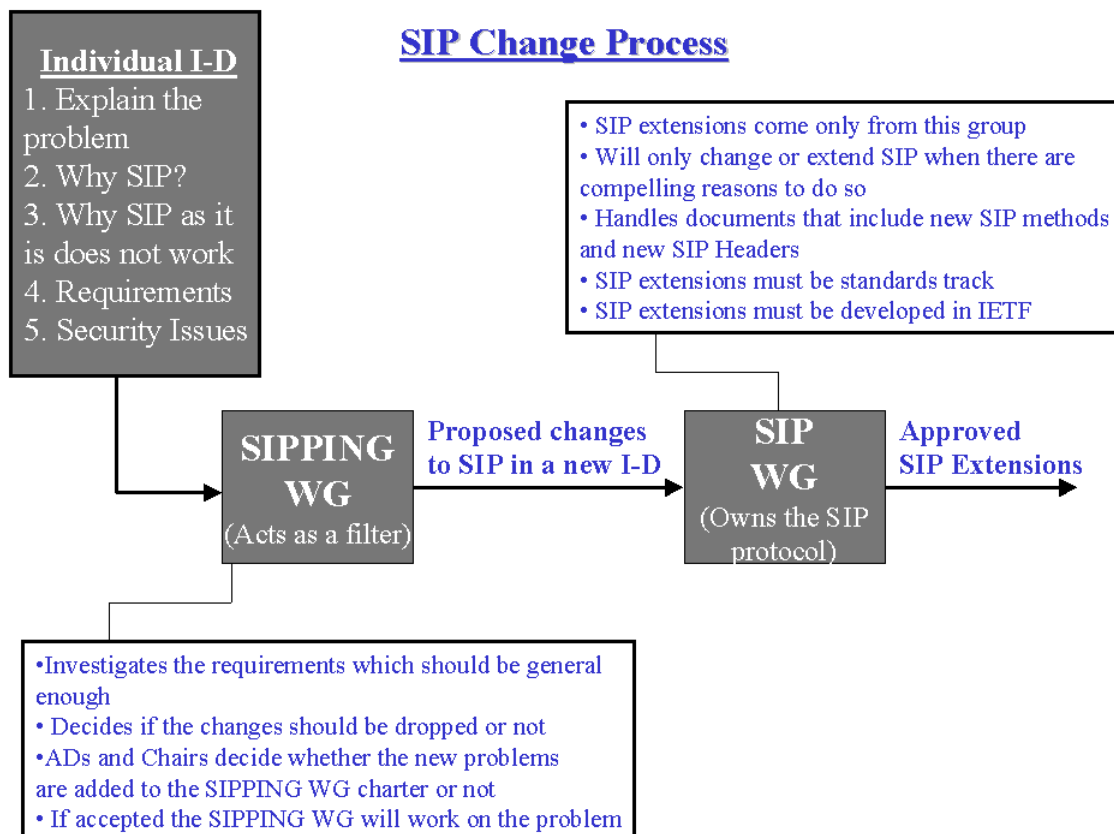 SIP Change Process
Individual I-D
1. Explain the
problem
2. Why SIP?
3. Why SIP as it
is does not work
4. Requirements
5. Security Issues
• SIP extensions come only from this group
• Will only change or extend SIP when there are
compelling reasons to do so
• Handles documents that include new SIP methods
and new SIP Headers
• SIP extensions must be standards track
• SIP extensions must be developed in IETF
SIPPING
WG
(Acts as a filter)
Proposed changes
to SIP in a new I-D
SIP
WG
(Owns the SIP
protocol)
Approved
SIP Extensions
•Investigates the requirements which should be general
enough
• Decides if the changes should be dropped or not
•ADs and Chairs decide whether the new problems
are added to the SIPPING WG charter or not
• If accepted the SIPPING WG will work on the problem